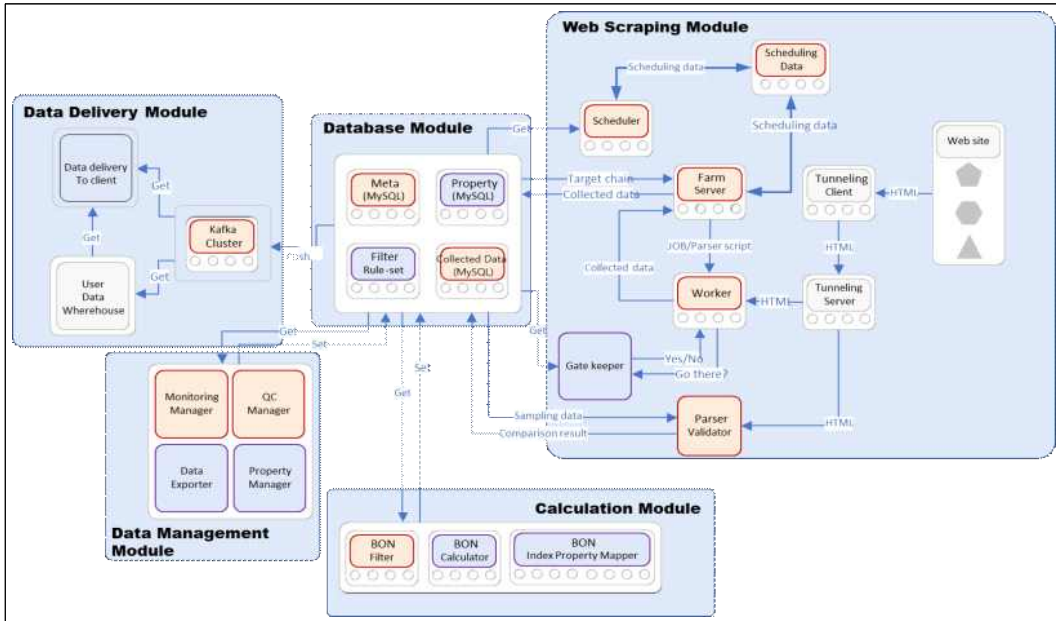 Web Scraping Module
Scheduling
Data
Scheduling data
Scheduler
Scheduling data
Get
Web site
Farm
Server
Tunneling
Client
HTML
Target chain
Collected data
JOB/Parser script
HTML
Collected data
Worker
HTML
Tunneling
Server
Gate keeper
Yes/No
Go there?
Get
Parser
Validator
HTML
Sampling data
Comparison result
Data Delivery Module
Data delivery
To client
Get
Kafka
Cluster
Get
Get
User
Data
Wherehouse
Database Module
Meta
(MySQL)
Property
(MySQL)
Filter
Rule-set
Collected Data
(MySQL)
Get
Set
Get
Set
Monitoring
Manager
QC
Manager
Data
Exporter
Property
Manager
Data Management
Module
Calculation Module
BON
Filter
BON
Calculator
BON
Index Property Mapper